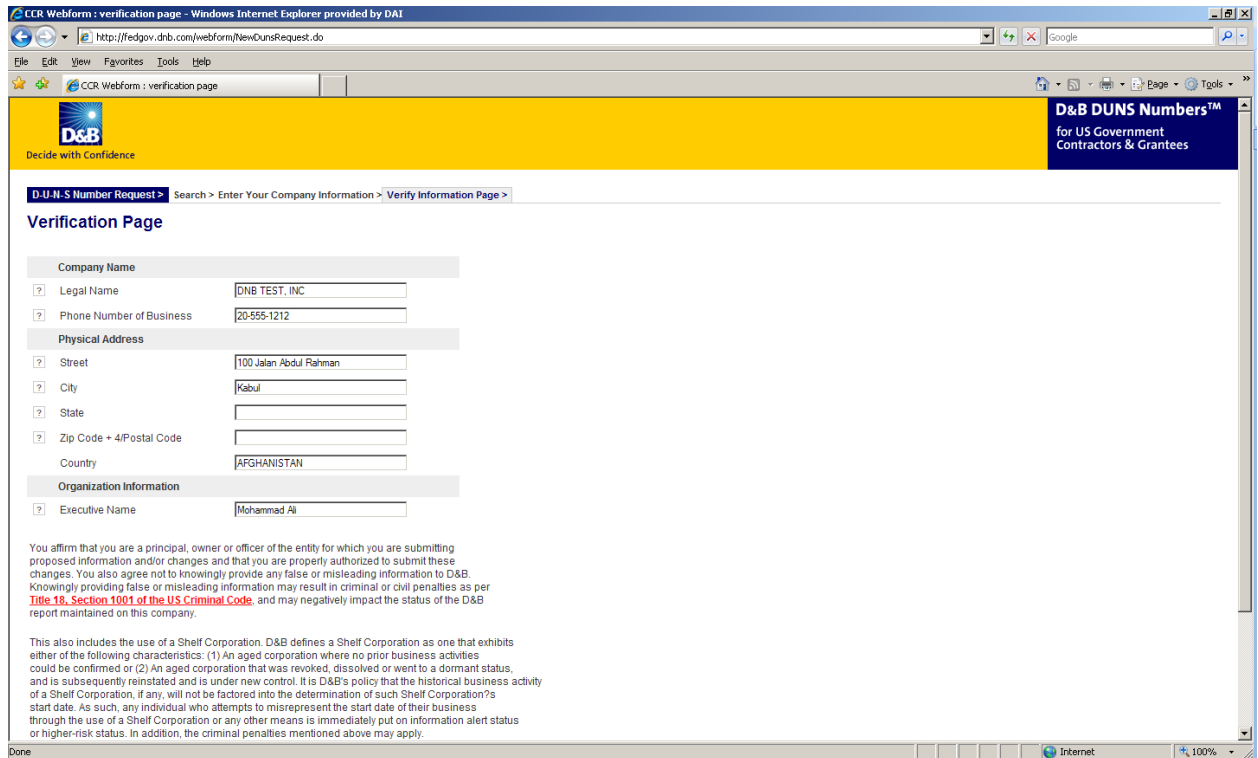 CCR Webform : verification page - Windows Internet Explorer provided by DAI
http://fedgov.dnb.com/webform/NewDunsRequest.do
Google
File Edit View Favorites Tools Help
CCR Webform : verification page
Page Tools »
D&B
Decide with Confidence
D&B DUNS Numbers™
for US Government
Contractors & Grantees
D-U-N-S Number Request > Search > Enter Your Company Information > Verify Information Page >
Verification Page
Company Name
? Legal Name DNB TEST, INC
? Phone Number of Business 20-555-1212
Physical Address
? Street 100 Jalan Abdul Rahman
? City Kabul
? State
? Zip Code + 4/Postal Code
Country AFGHANISTAN
Organization Information
? Executive Name Mohammad Ali
You affirm that you are a principal, owner or officer of the entity for which you are submitting
proposed information and/or changes and that you are properly authorized to submit these
changes. You also agree not to knowingly provide any false or misleading information to D&B.
Knowingly providing false or misleading information may result in criminal or civil penalties as per
Title 18, Section 1001 of the US Criminal Code, and may negatively impact the status of the D&B
report maintained on this company.
This also includes the use of a Shelf Corporation. D&B defines a Shelf Corporation as one that exhibits
either of the following characteristics: (1) An aged corporation where no prior business activities
could be confirmed or (2) An aged corporation that was revoked, dissolved or went to a dormant status,
and is subsequently reinstated and is under new control. It is D&B's policy that the historical business activity
of a Shelf Corporation, if any, will not be factored into the determination of such Shelf Corporation?s
start date. As such, any individual who attempts to misrepresent the start date of their business
through the use of a Shelf Corporation or any other means is immediately put on information alert status
or higher-risk status. In addition, the criminal penalties mentioned above may apply.
Done Internet 100%